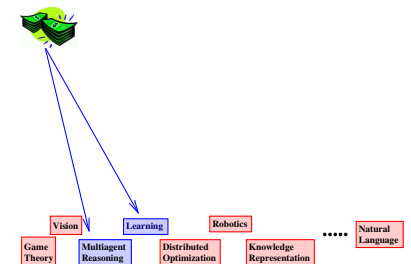 Vision
Learning
Robotics
Natural
Language
.....
Game
Theory
Multiagent
Reasoning
Distributed
Optimization
Knowledge
Representation